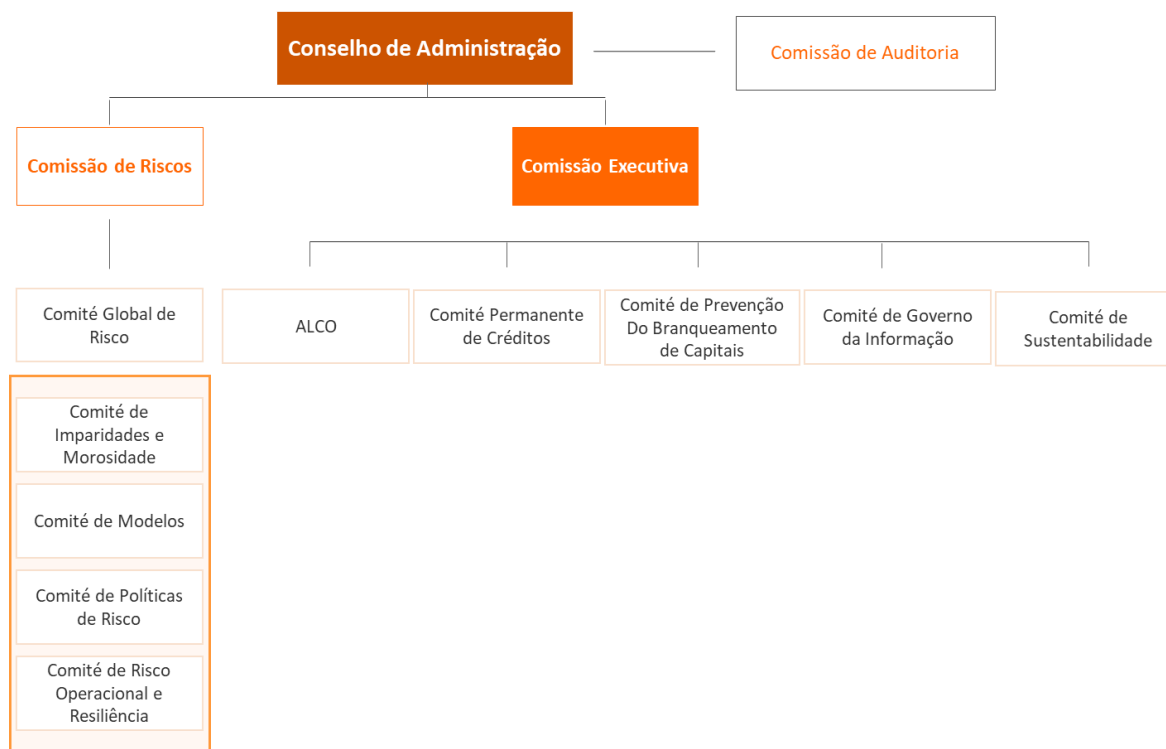 Conselho de Administração
Comissão de Auditoria
Comissão de Riscos
Comissão Executiva
Comité Global de
Risco
ALCO
Comité Permanente
de Créditos
Comité de Prevenção
Do Branqueamento
de Capitais
Comité de Governo
da Informação
Comité de
Sustentabilidade
Comité de
Imparidades e
Morosidade
Comité de Modelos
Comité de Políticas
de Risco
Comité de Risco
Operacional e
Resiliência